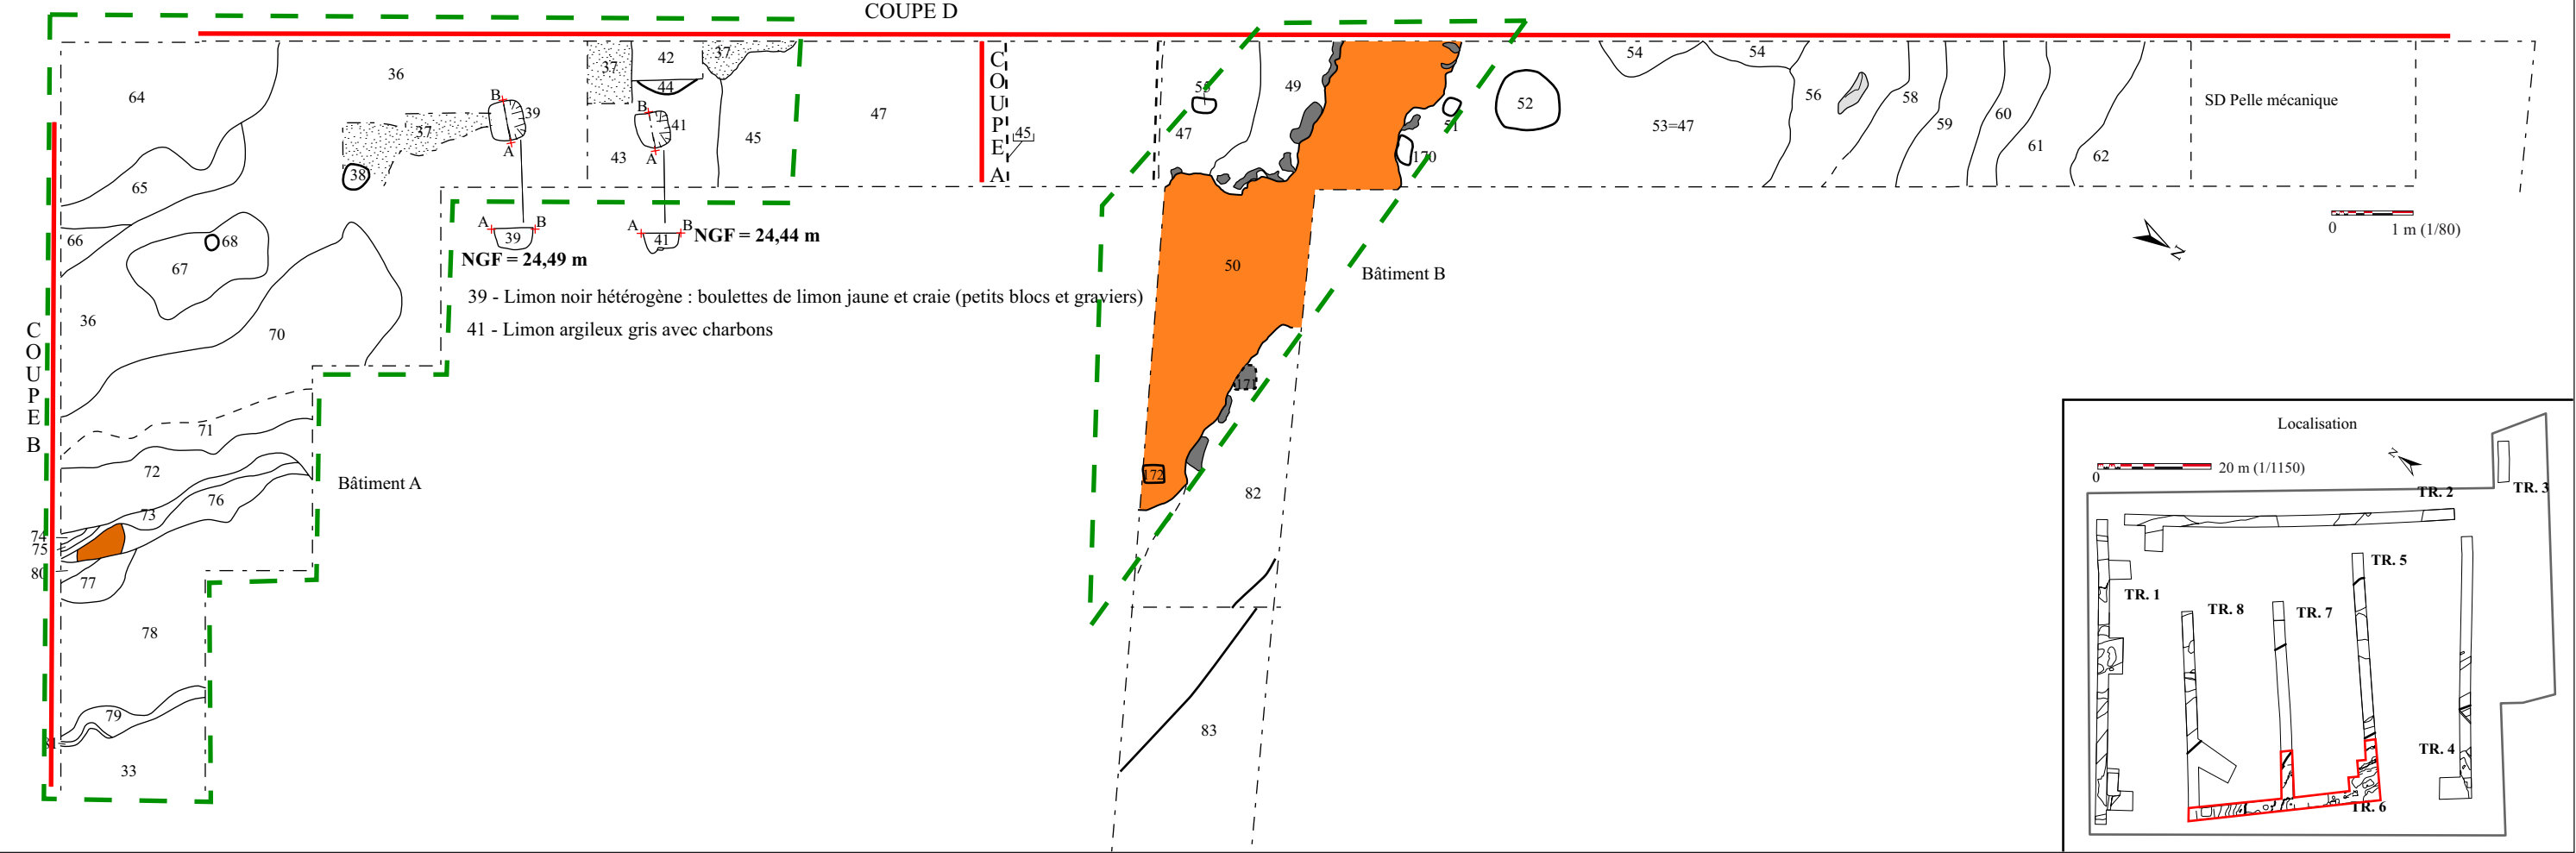 COUPE D
64
36
37
42
37
44
B
39
A
B
41
A
43
45
47
COUPE A
45
55
47
49
51
52
170
54
54
53=47
56
58
59
60
61
62
SD Pelle mécanique
0 1 m (1/80)
N
38
65
66
68
67
36
70
A B
39
NGF = 24,49 m
A B
41
NGF = 24,44 m
39 - Limon noir hétérogène : boulettes de limon jaune et craie (petits blocs et graviers)
41 - Limon argileux gris avec charbons
50
Bâtiment B
COUPE B
71
72
Bâtiment A
76
73
74
75
80
77
78
79
81
33
171
172
82
83
Localisation
0 20 m (1/1150)
N
TR. 2
TR. 3
TR. 5
TR. 1
TR. 8
TR. 7
TR. 4
TR. 6